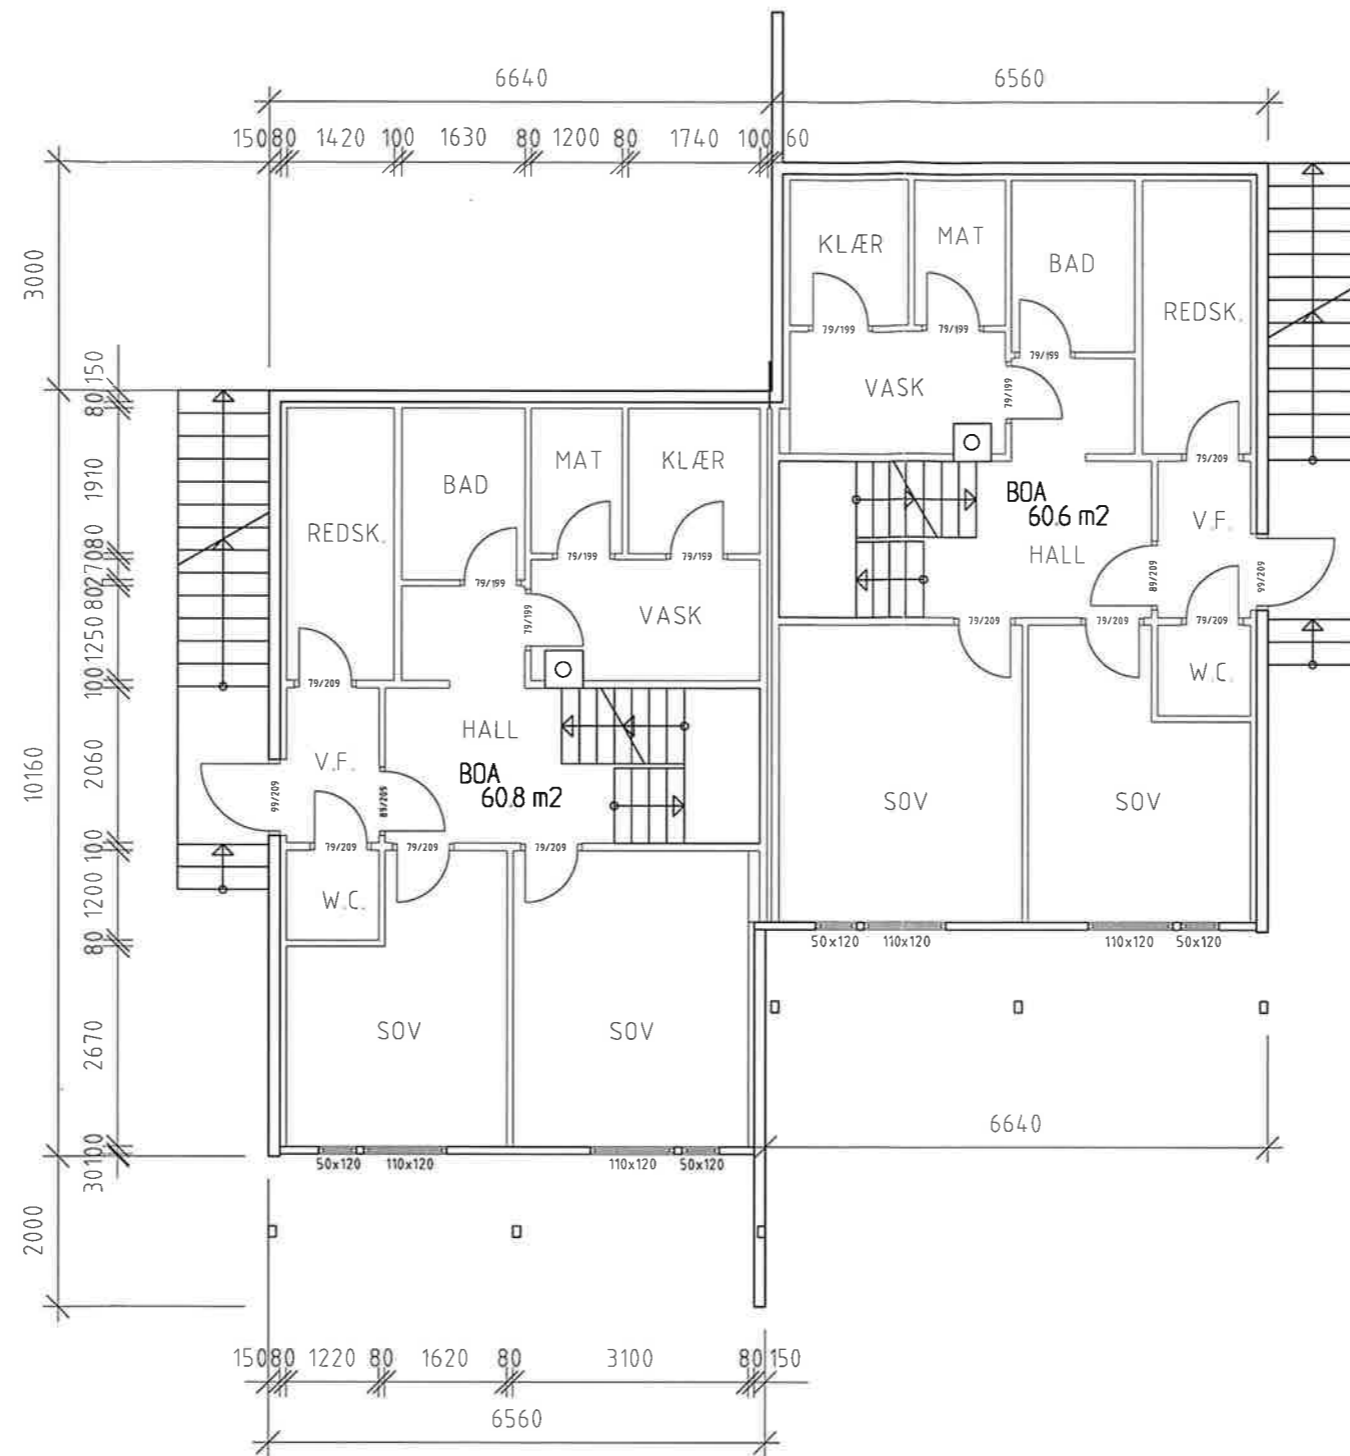 6640
6560
150 80 1420 100 1630 80 1200 80 1740 100 60
3000
KLÆR
MAT
BAD
REDSK.
79/199
79/199
79/199
79/199
VASK
79/209
BOA
60.6 m2
HALL
V.F.
89/209
99/209
79/209
79/209
79/209
W.C.
SOV
SOV
50x120
110x120
110x120
50x120
6640
150
80
1910
80
270
80
1250
100
2060
100
1200
80
2670
100
30
10160
2000
REDSK.
BAD
MAT
KLÆR
79/199
79/199
79/159
79/199
VASK
79/209
HALL
V.F.
BOA
60.8 m2
99/209
89/209
79/209
79/209
79/209
W.C.
SOV
SOV
50x120
110x120
110x120
50x120
150 80 1220 80 1620 80 3100 80 150
6560